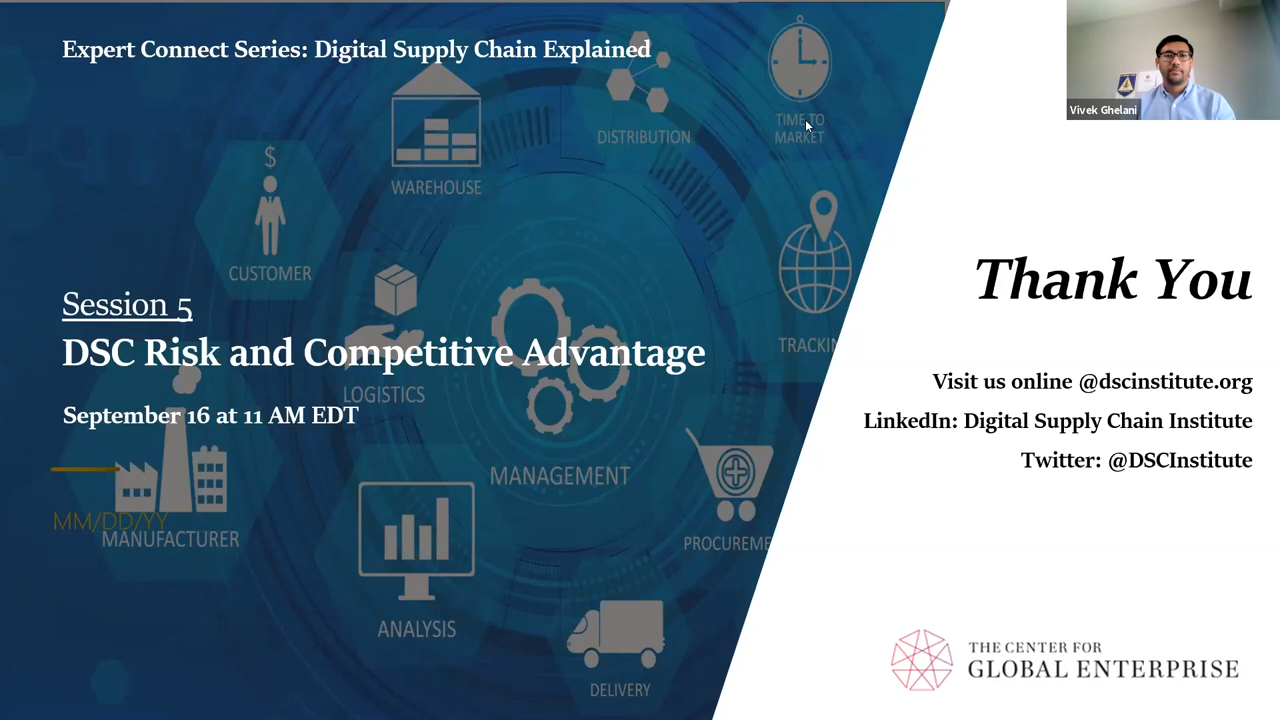 Expert Connect Series: Digital Supply Chain Explained
TIME TO
MARKET
DISTRIBUTION
WAREHOUSE
Vivek Ghelani
$
CUSTOMER
Session 5
DSC Risk and Competitive Advantage
September 16 at 11 AM EDT
TRACKIN
LOGISTICS
MANAGEMENT
MM/DD/YY
MANUFACTURER
PROCUREME
ANALYSIS
DELIVERY
Thank You
Visit us online @dscinstitute.org
LinkedIn: Digital Supply Chain Institute
Twitter: @DSCInstitute
THE CENTER FOR
GLOBAL ENTERPRISE